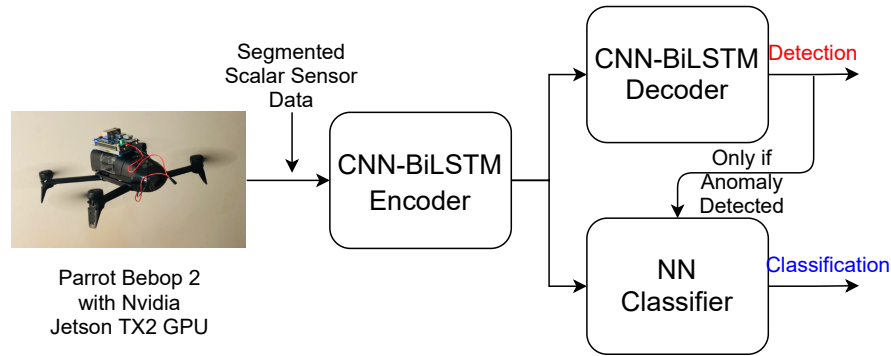 Segmented
Scalar Sensor
Data
CNN-BiLSTM
Encoder
CNN-BiLSTM
Decoder
Detection
Only if
Anomaly
Detected
NN
Classifier
Classification
Parrot Bebop 2
with Nvidia
Jetson TX2 GPU